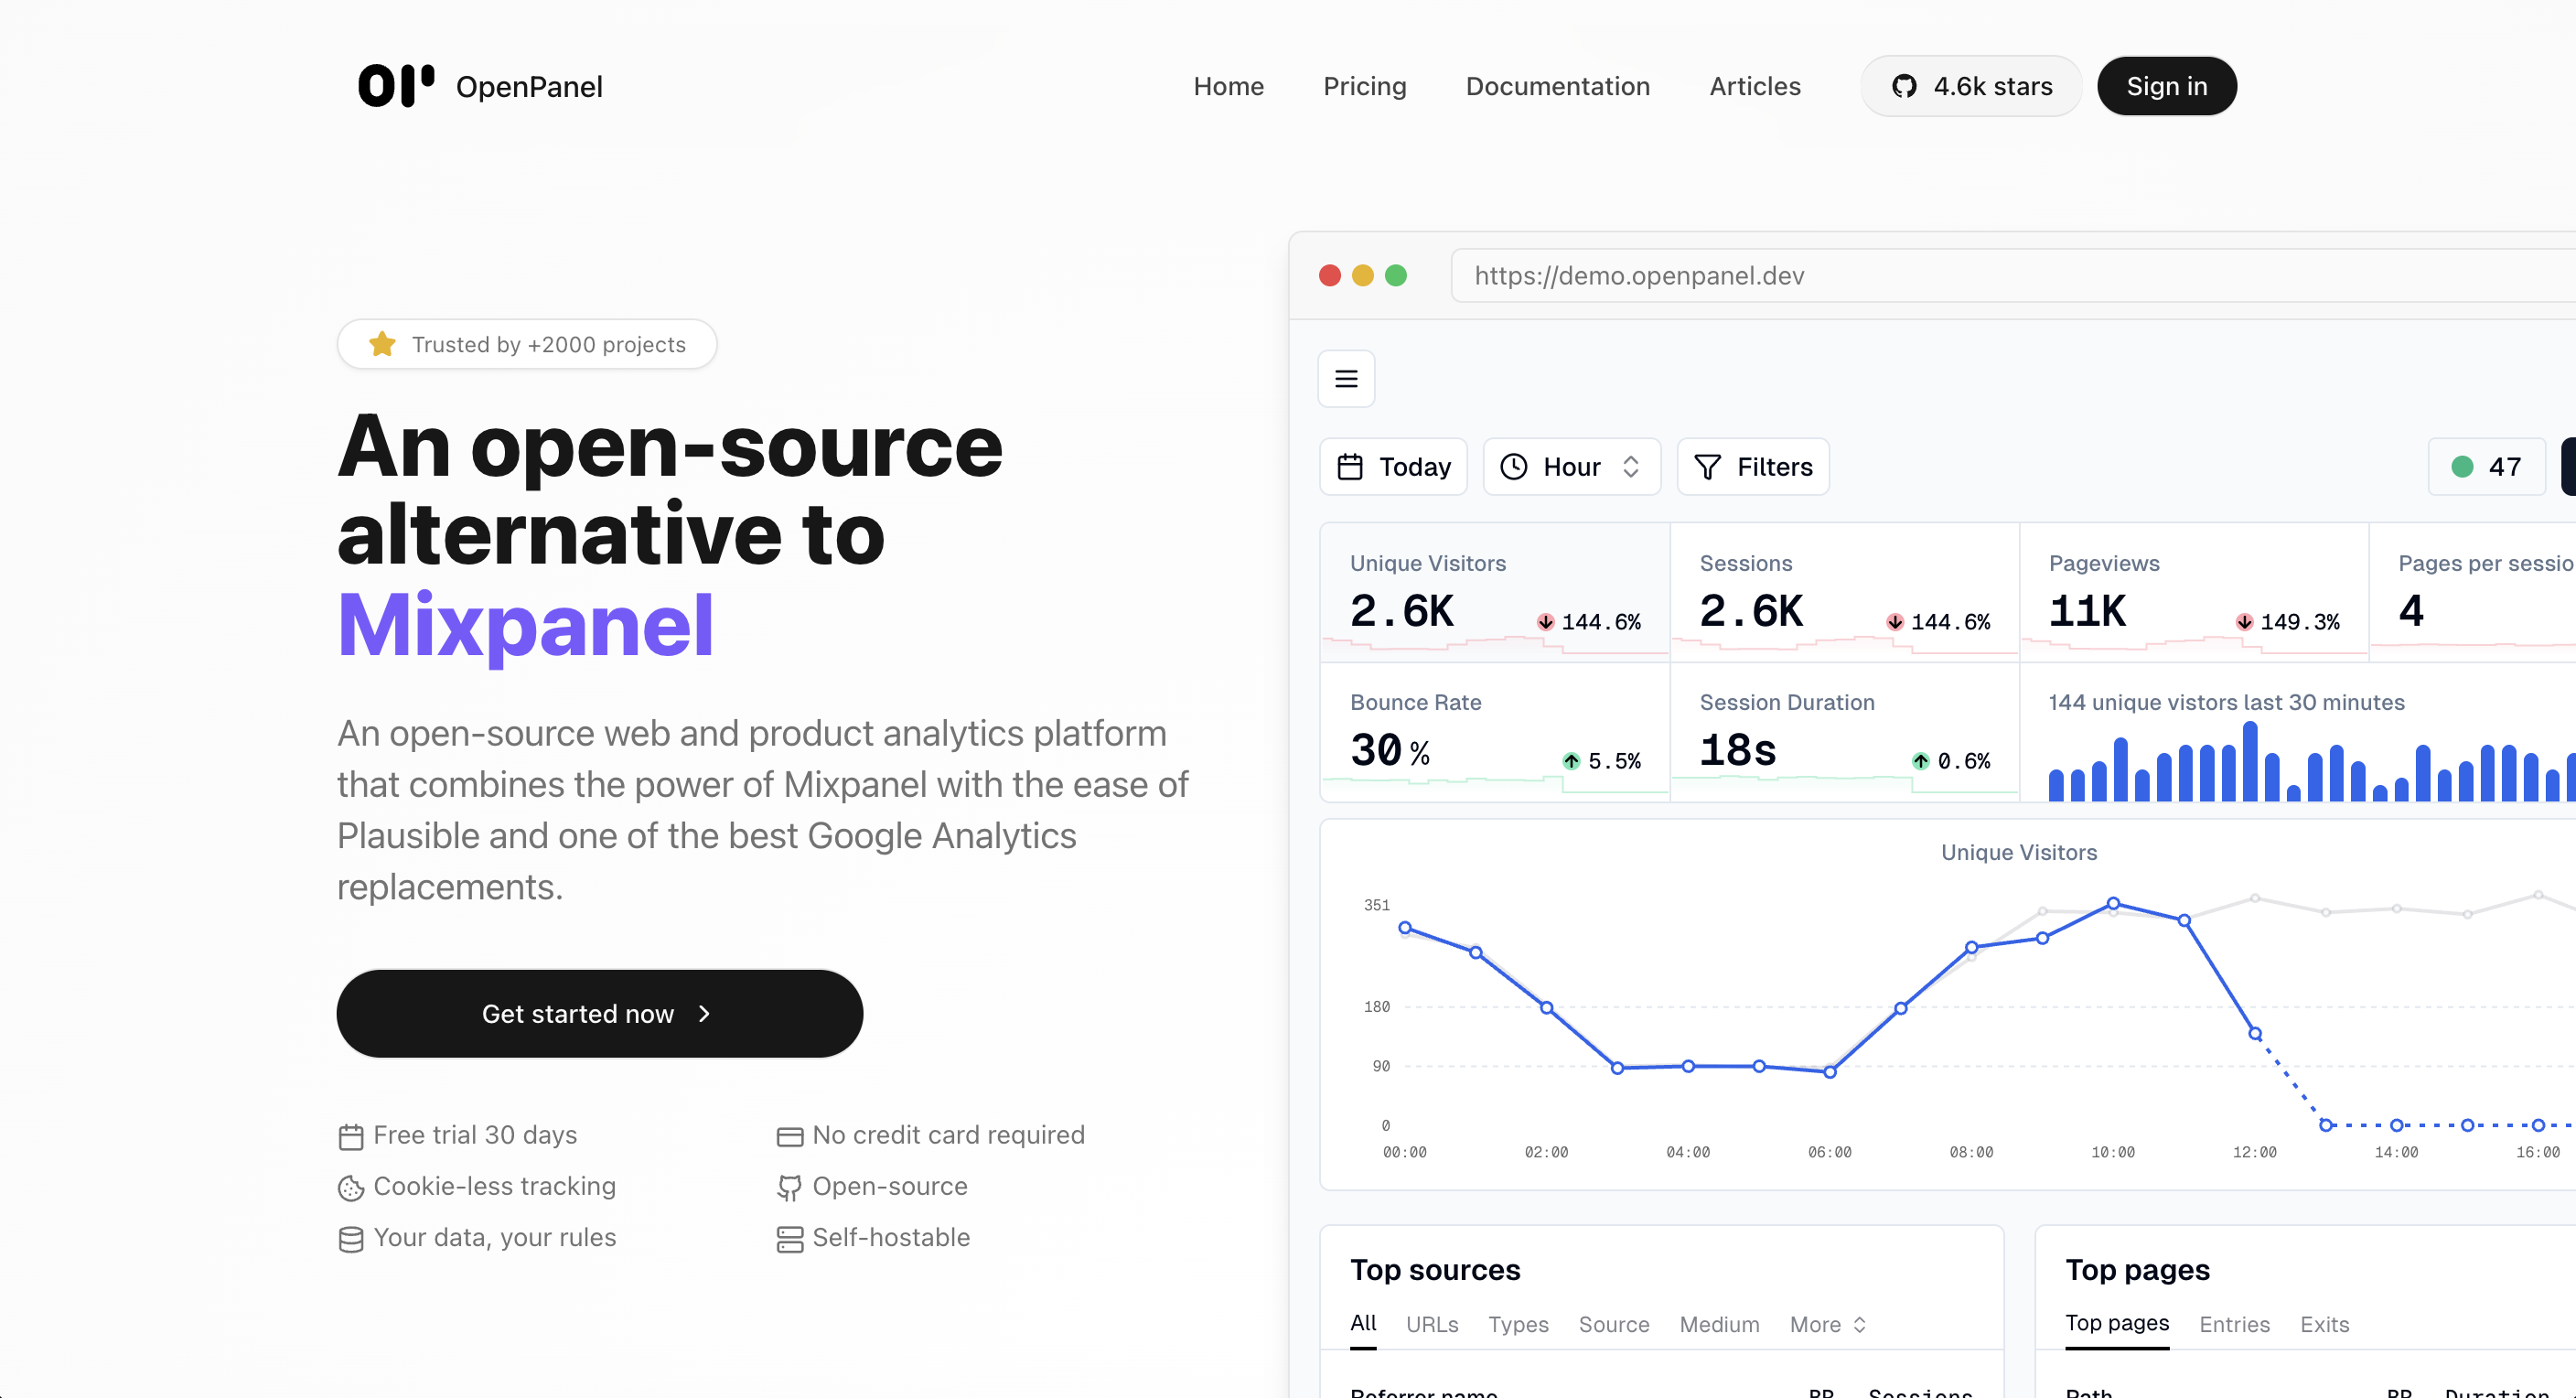 OpenPanel
Home Pricing Documentation Articles 4.6k stars Sign in
Trusted by +2000 projects
An open-source
alternative to
Mixpanel
An open-source web and product analytics platform
that combines the power of Mixpanel with the ease of
Plausible and one of the best Google Analytics
replacements.
Get started now
Free trial 30 days
No credit card required
Cookie-less tracking
Open-source
Your data, your rules
Self-hostable
https://demo.openpanel.dev
Today Hour Filters 47
Unique Visitors
2.6K 144.6%
Sessions
2.6K 144.6%
Pageviews
11K 149.3%
Pages per sessio
4
Bounce Rate
30 % 5.5%
Session Duration
18s 0.6%
144 unique vistors last 30 minutes
Unique Visitors
351
180
90
0
00:00 02:00 04:00 06:00 08:00 10:00 12:00 14:00 16:00
Top sources
All URLs Types Source Medium More
Referrer name BR Sessions
Top pages
Top pages Entries Exits
Path BR Duration